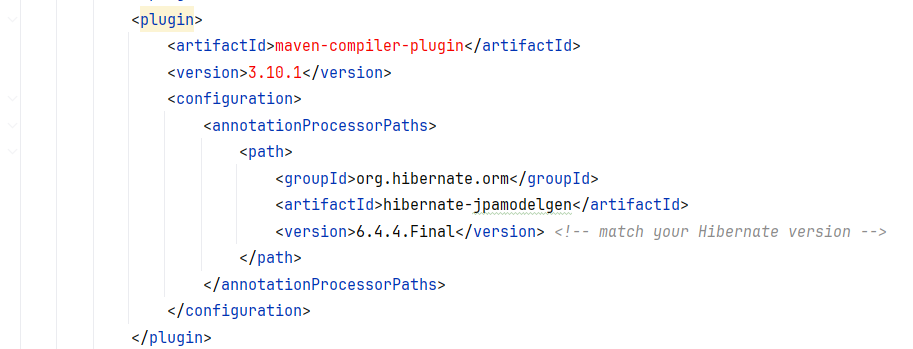 <plugin>
<artifactId>maven-compiler-plugin</artifactId>
<version>3.10.1</version>
<configuration>
<annotationProcessorPaths>
<path>
<groupId>org.hibernate.orm</groupId>
<artifactId>hibernate-jpamodelgen</artifactId>
<version>6.4.4.Final</version> <!-- match your Hibernate version -->
</path>
</annotationProcessorPaths>
</configuration>
</plugin>